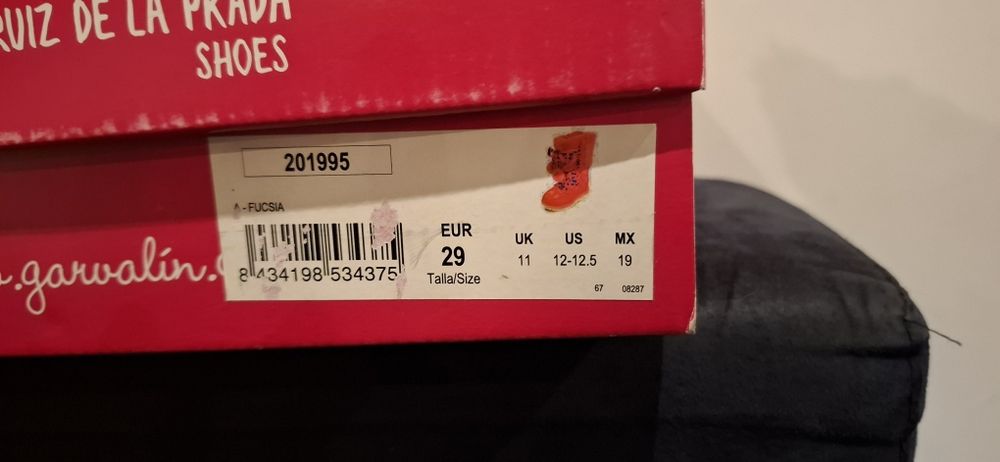 RUIZ DE LA PRADA
SHOES
201995
A - FUCSIA
8 434198 534375
EUR
29
Talla/Size
UK
11
US
12-12.5
MX
19
67 08287
.garvalín.